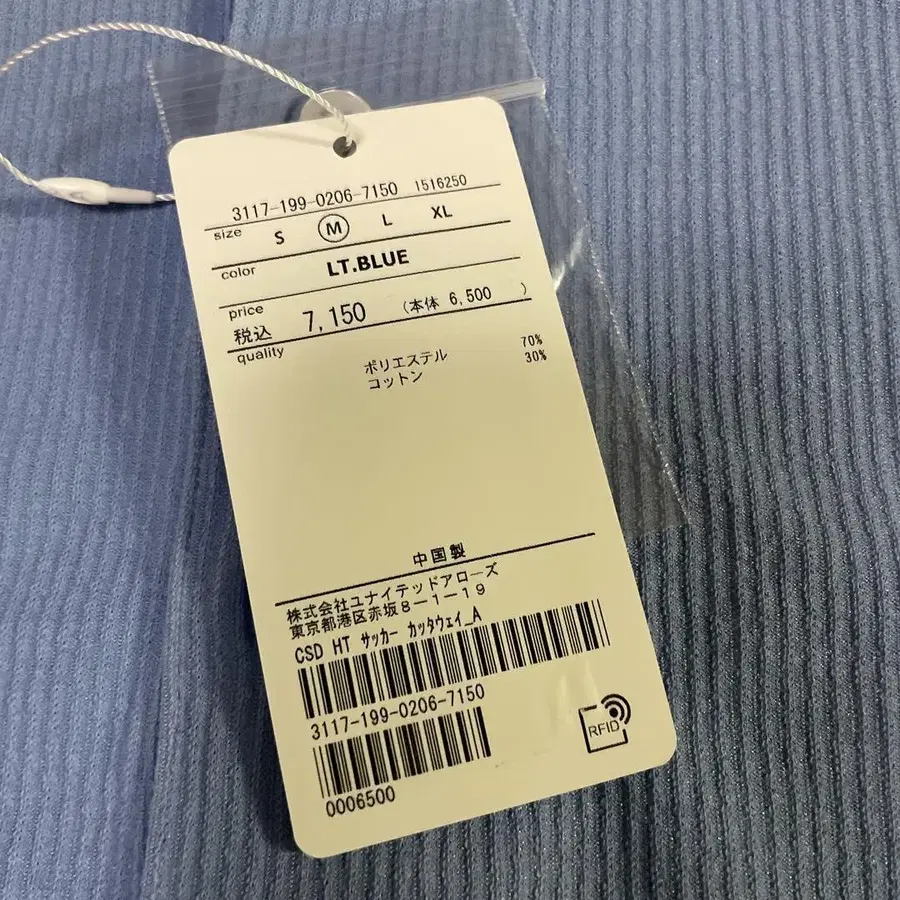 3117-199-0206-7150 1516250
size S M L XL
color LT.BLUE
price
税込 7,150 (本体 6,500 )
quality
ポリエステル 70%
コットン 30%
中国製
株式会社ユナイテッドアローズ
東京都港区赤坂8-1-19
CSD HT サッカー カッタウェイ_A
3117-199-0206-7150
0006500
RFID